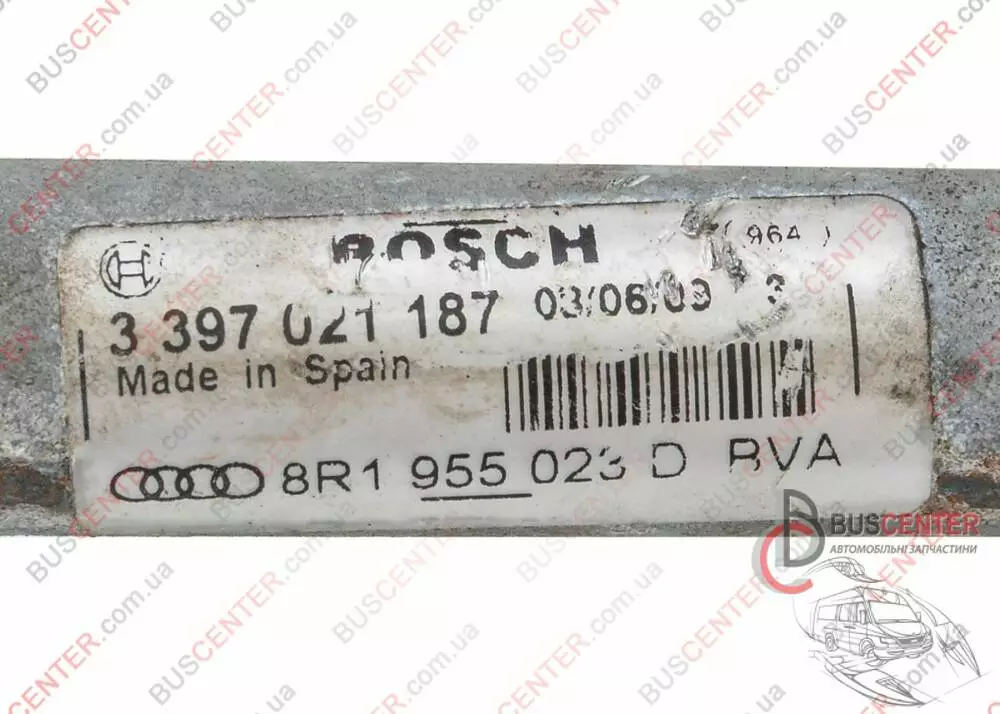 BOSCH
( 964 )
3 397 021 187 03/06/09 3
Made in Spain
8R1 955 023 D BVA
BUSCENTER
АВТОМОБІЛЬНІ ЗАПЧАСТИНИ
BUSCENTER.com.ua